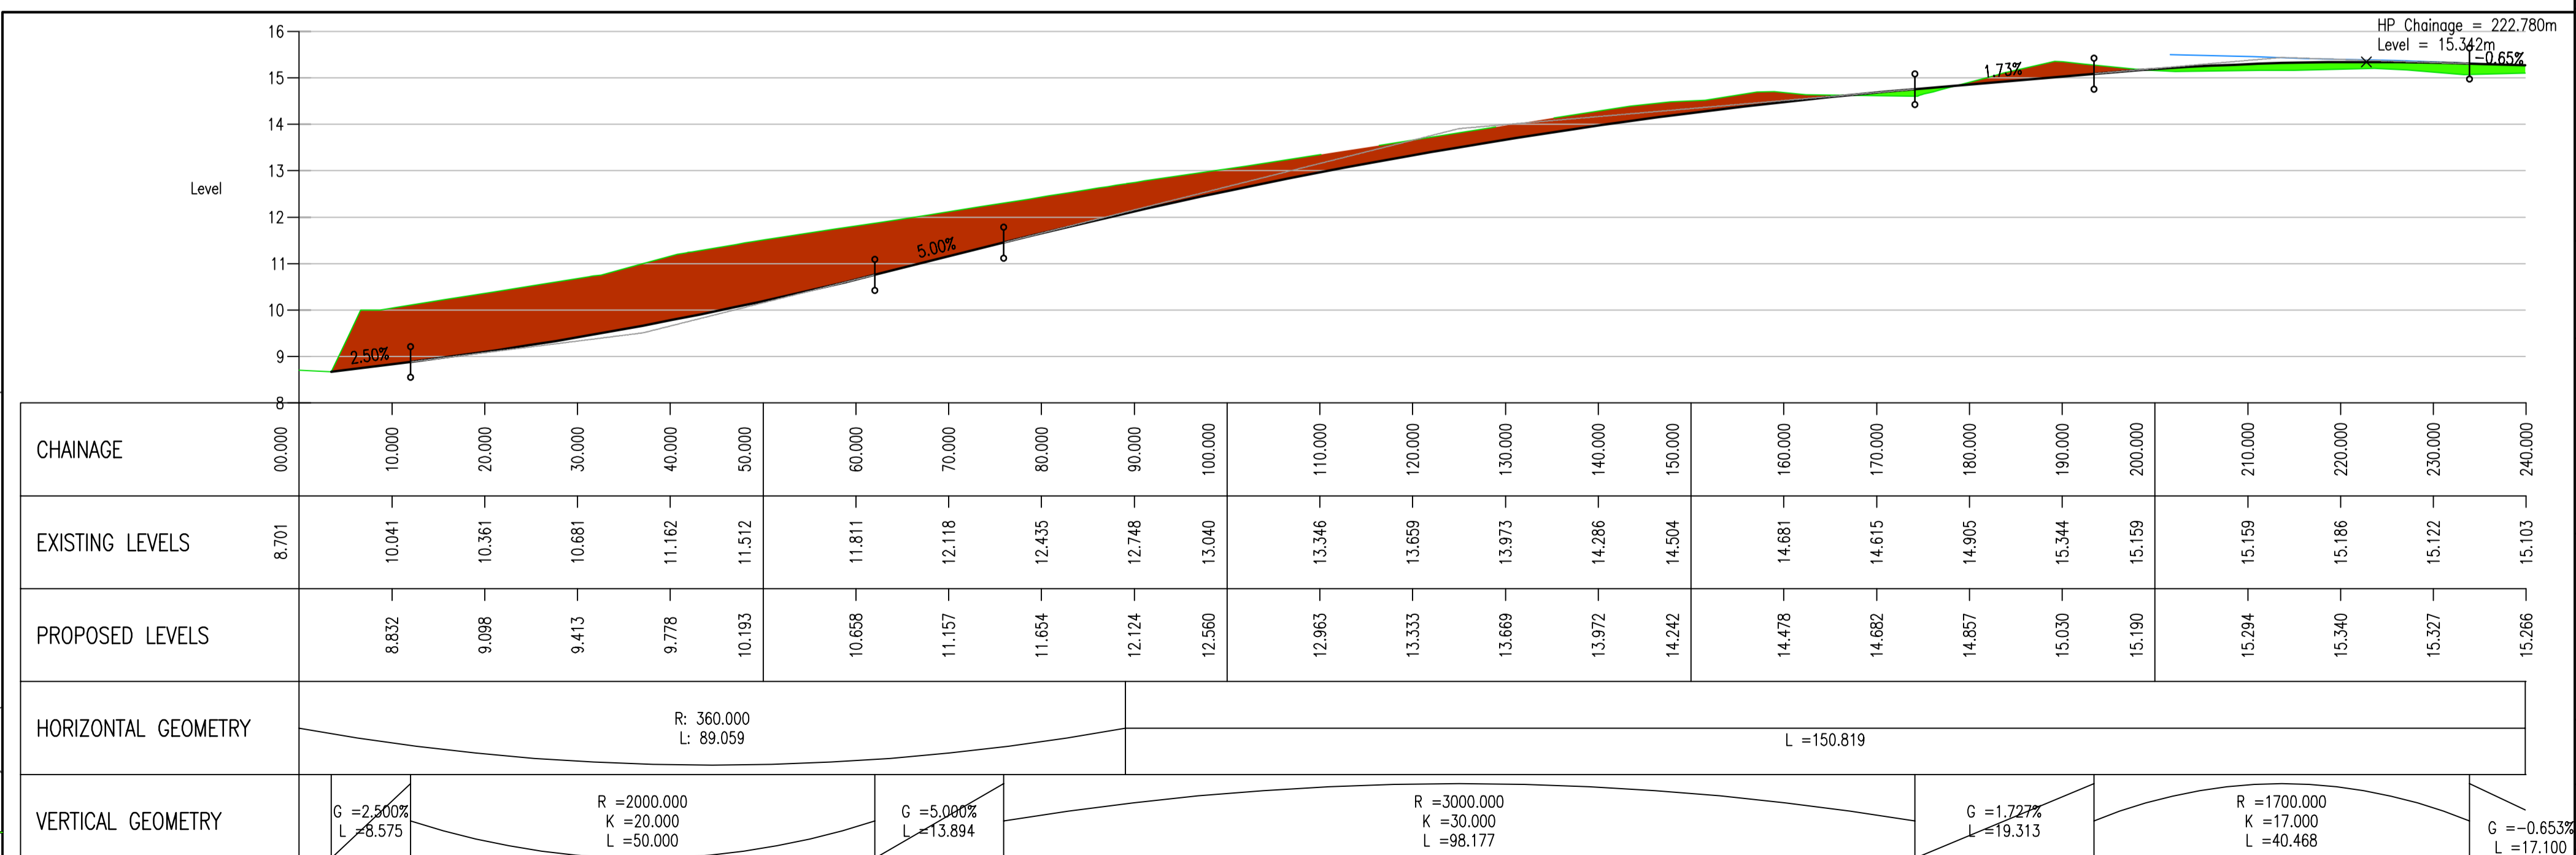 HP Chainage = 222.780m
Level = 15.342m
16
15
14
13
12
11
10
9
8
Level
2.50%
5.00%
1.73%
-0.65%
CHAINAGE
00.000 10.000 20.000 30.000 40.000 50.000 60.000 70.000 80.000 90.000 100.000 110.000 120.000 130.000 140.000 150.000 160.000 170.000 180.000 190.000 200.000 210.000 220.000 230.000 240.000
EXISTING LEVELS
8.701 10.041 10.361 10.681 11.162 11.512 11.811 12.118 12.435 12.748 13.040 13.346 13.659 13.973 14.286 14.504 14.681 14.615 14.905 15.344 15.159 15.159 15.186 15.122 15.103
PROPOSED LEVELS
8.832 9.098 9.413 9.778 10.193 10.658 11.157 11.654 12.124 12.560 12.963 13.333 13.669 13.972 14.242 14.478 14.682 14.857 15.030 15.190 15.294 15.340 15.327 15.266
HORIZONTAL GEOMETRY
R: 360.000
L: 89.059
L =150.819
VERTICAL GEOMETRY
G =2.500%
L =8.575
R =2000.000
K =20.000
L =50.000
G =5.000%
L =13.894
R =3000.000
K =30.000
L =98.177
G =1.727%
L =19.313
R =1700.000
K =17.000
L =40.468
G =-0.653%
L =17.100